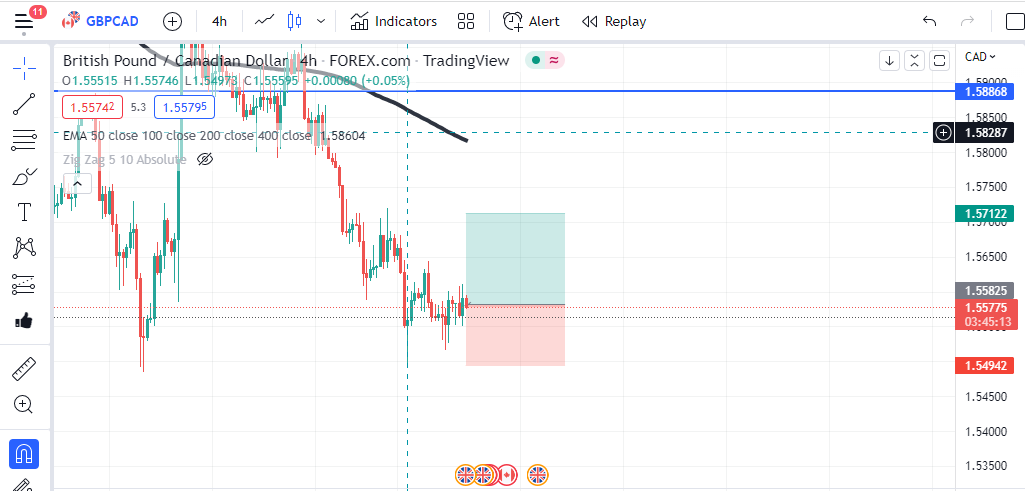 11 GBPCAD 4h Indicators Alert Replay
British Pound / Canadian Dollar · 4h · FOREX.com · TradingView
CAD
O1.55515 H1.55746 L1.54973 C1.55595 +0.00080 (+0.05%)
1.59000
1.58868
1.55742 5.3 1.55795
1.58500
EMA 50 close 100 close 200 close 400 close 1.58604
1.58287
Zig Zag 5 10 Absolute
1.58000
1.57500
1.57122
1.57000
1.56500
1.55825
1.55775
03:45:13
1.54942
1.54500
1.54000
1.53500